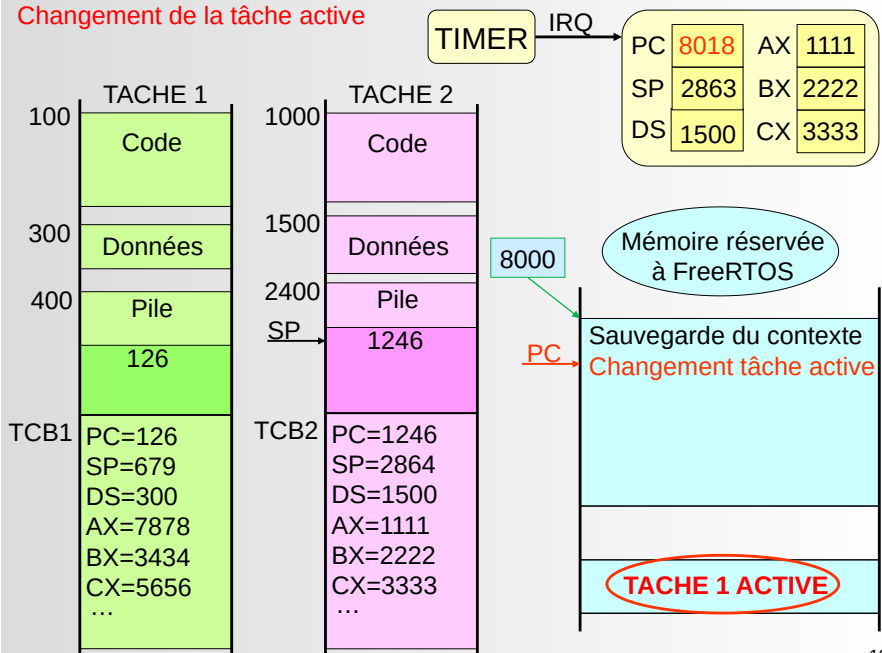 Changement de la tâche active
TIMER
IRQ
PC 8018 AX 1111
SP 2863 BX 2222
DS 1500 CX 3333
TACHE 1
100
Code
300
Données
400
Pile
126
TCB1
PC=126
SP=679
DS=300
AX=7878
BX=3434
CX=5656
...
TACHE 2
1000
Code
1500
Données
2400
Pile
SP
1246
TCB2
PC=1246
SP=2864
DS=1500
AX=1111
BX=2222
CX=3333
...
Mémoire réservée
à FreeRTOS
8000
Sauvegarde du contexte
PC
Changement tâche active
TACHE 1 ACTIVE